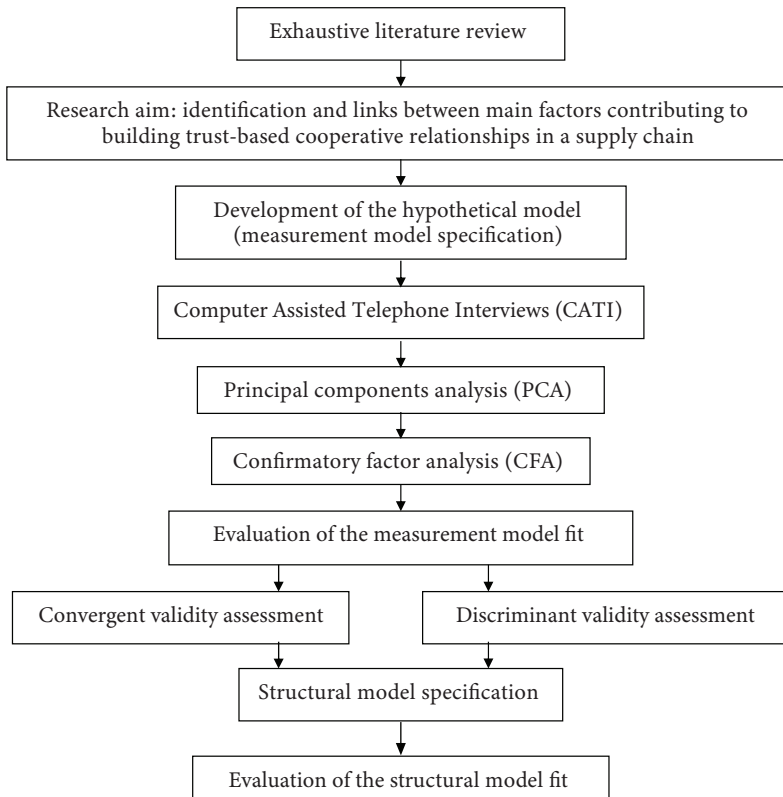 Exhaustive literature review
Research aim: identification and links between main factors contributing to
building trust-based cooperative relationships in a supply chain
Development of the hypothetical model
(measurement model specification)
Computer Assisted Telephone Interviews (CATI)
Principal components analysis (PCA)
Confirmatory factor analysis (CFA)
Evaluation of the measurement model fit
Convergent validity assessment
Discriminant validity assessment
Structural model specification
Evaluation of the structural model fit